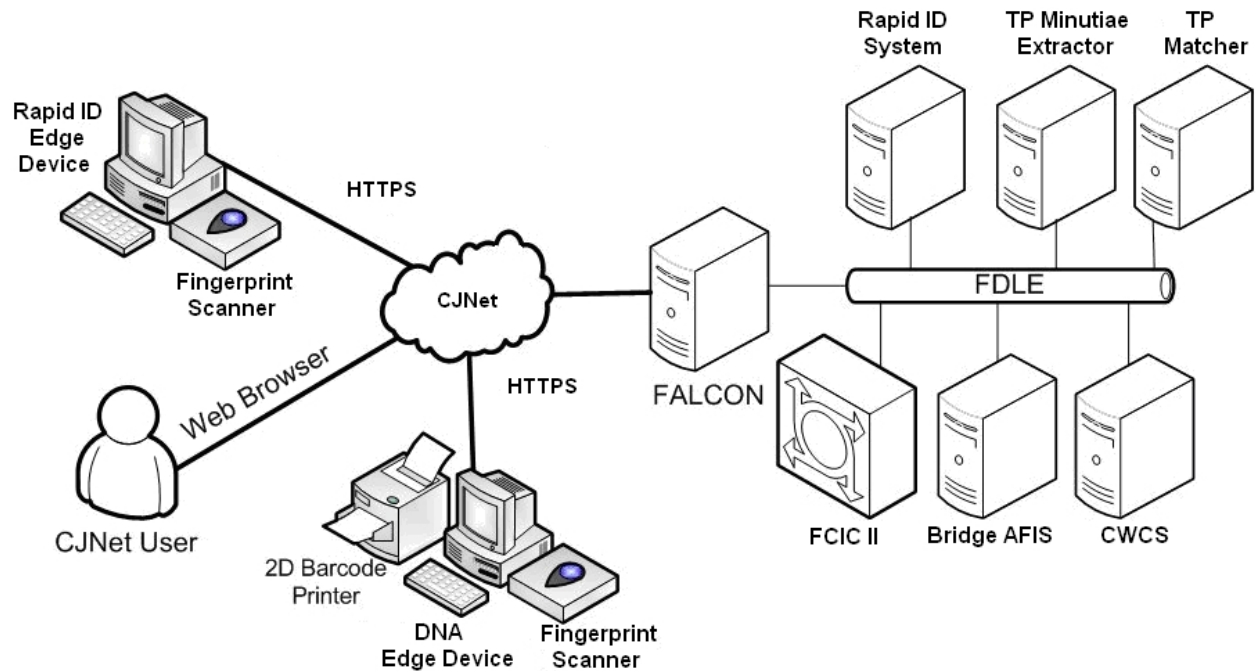 Rapid ID
System
TP Minutiae
Extractor
TP
Matcher
Rapid ID
Edge
Device
HTTPS
Fingerprint
Scanner
CJNet
FDLE
FALCON
HTTPS
Web Browser
CJNet User
2D Barcode
Printer
DNA
Edge Device
Fingerprint
Scanner
FCIC II
Bridge AFIS
CWCS